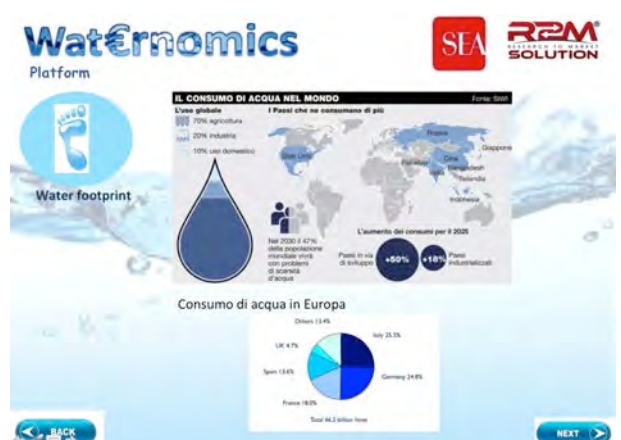 Wat€rnomics
Platform
SEA
R2M
RESEARCH TO MARKET
SOLUTION
Water footprint
IL CONSUMO DI ACQUA NEL MONDO
Fonte: SIWI
L'uso globale
70% agricoltura
20% industria
10% uso domestico
I Paesi che ne consumano di più
Russia
Stati Uniti
Giappone
Cina
Pakistan
Bangladesh
India
Tailandia
Indonesia
Nel 2030 il 47%
della popolazione
mondiale vivrà
con problemi
di scarsità
d'acqua
L'aumento dei consumi per il 2025
Paesi in via
di sviluppo
+50%
+18%
Paesi
industrializzati
Consumo di acqua in Europa
Others 13.4%
Italy 25.5%
UK 4.7%
Spain 13.6%
Germany 24.8%
France 18.0%
Total 46.2 billion litres
BACK
NEXT